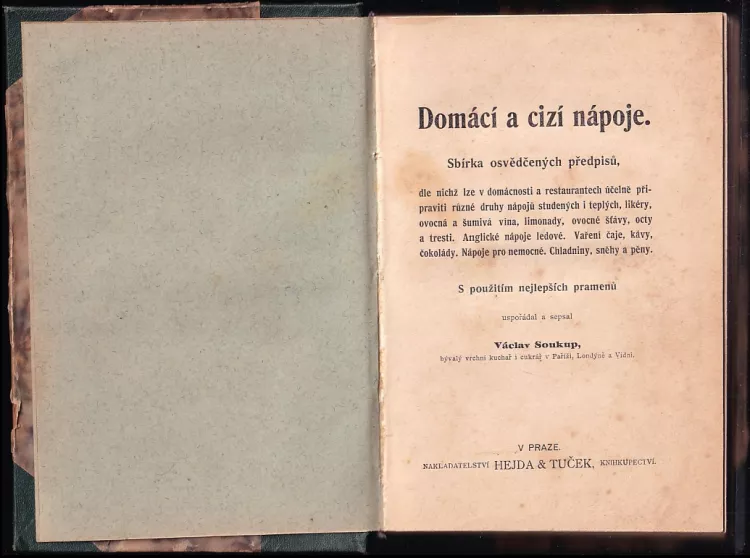 Domácí a cizí nápoje.
Sbírka osvědčených předpisů,
dle nichž lze v domácnosti a restaurantech účelně při-
praviti různé druhy nápojů studených i teplých, likéry,
ovocná a šumivá vína, limonady, ovocné šťávy, octy
a tresti. Anglické nápoje ledové. Vaření čaje, kávy,
čokolády. Nápoje pro nemocné. Chladniny, sněhy a pěny.
S použitím nejlepších pramenů
uspořádal a sepsal
Václav Soukup,
bývalý vrchní kuchař i cukrář v Paříži, Londýně a Vídni.
V PRAZE.
NAKLADATELSTVÍ HEJDA & TUČEK, KNIHKUPECTVÍ.